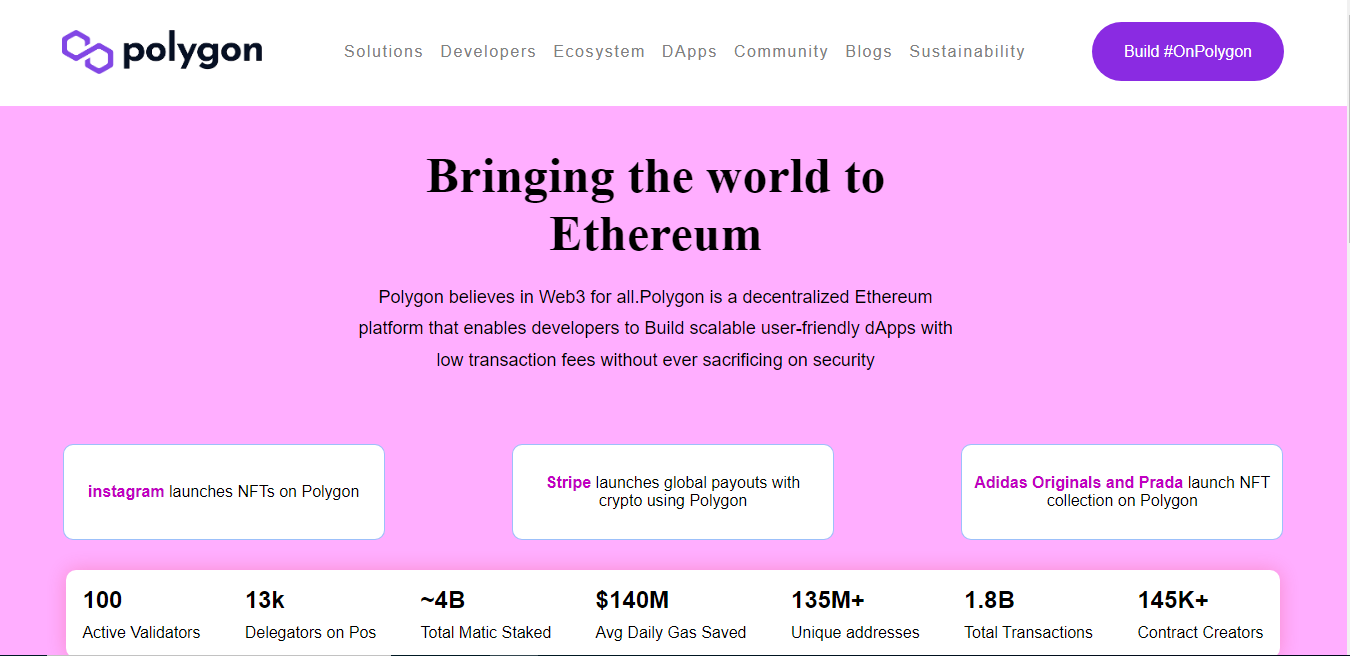 polygon
Solutions Developers Ecosystem DApps Community Blogs Sustainability
Build #OnPolygon
Bringing the world to
Ethereum
Polygon believes in Web3 for all.Polygon is a decentralized Ethereum
platform that enables developers to Build scalable user-friendly dApps with
low transaction fees without ever sacrificing on security
instagram launches NFTs on Polygon
Stripe launches global payouts with
crypto using Polygon
Adidas Originals and Prada launch NFT
collection on Polygon
100
Active Validators
13k
Delegators on Pos
~4B
Total Matic Staked
$140M
Avg Daily Gas Saved
135M+
Unique addresses
1.8B
Total Transactions
145K+
Contract Creators